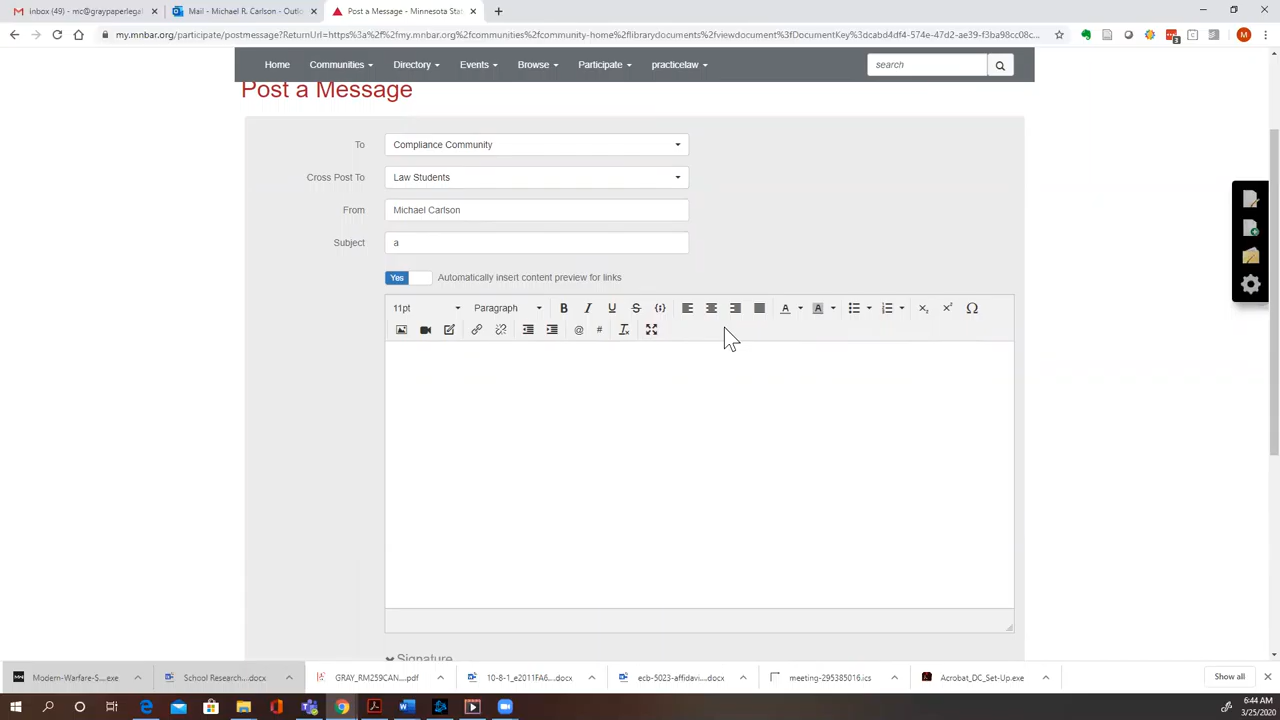 Inbox (49) - mc@graypaperlegal
Mail - Michael R. Carlson - Outlo
Post a Message - Minnesota Stat
my.mnbar.org/participate/postmessage?ReturnUrl=https%3a%2f%2fmy.mnbar.org%2fcommunities%2fcommunity-home%2flibrarydocuments%2fviewdocument%3fDocumentKey%3dcabd4df4-574e-47d2-ae39-f3ba98cc08c...
3
M
Home
Communities
Directory
Events
Browse
Participate
practicelaw
search
Post a Message
To
Compliance Community
Cross Post To
Law Students
From
Michael Carlson
Subject
a
Yes
Automatically insert content preview for links
11pt
Paragraph
B
I
U
S
A
A
Ω
@
#
Signature
Modern-Warfare-S....exe
School Research....docx
GRAY_RM259CAN....pdf
10-8-1_e2011FA6....docx
ecb-5023-affidavi....docx
meeting-295385016.ics
Acrobat_DC_Set-Up.exe
Show all
6:44 AM
3/25/2020